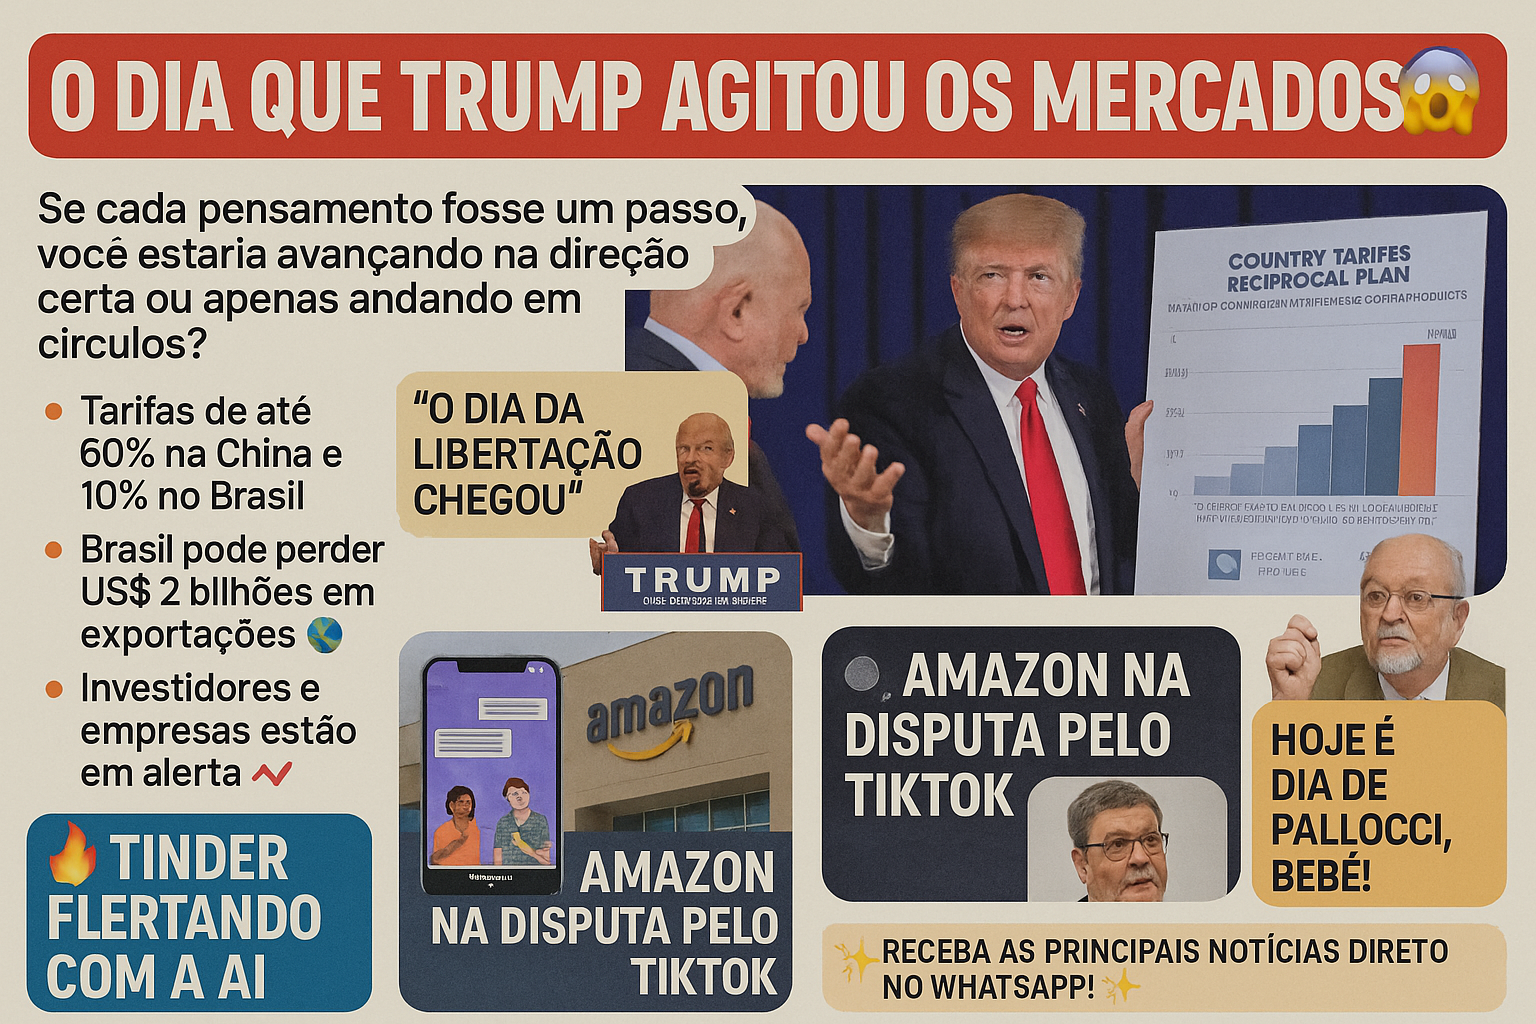 O DIA QUE TRUMP AGITOU OS MERCADOS😱
Se cada pensamento fosse um passo,
você estaria avançando na direção
certa ou apenas andando em
circulos?
Tarifas de até
60% na China e
10% no Brasil
Brasil pode perder
US$ 2 bllhões em
exportações 🌎
Investidores e
empresas estão
em alerta
"O DIA DA
LIBERTAÇÃO
CHEGOU"
TRUMP
COUNTRY TARIFES
RECIPROCAL PLAN
🔥 TINDER
FLERTANDO
COM A AI
amazon
AMAZON
NA DISPUTA PELO
TIKTOK
AMAZON NA
DISPUTA PELO
TIKTOK
HOJE É
DIA DE
PALLOCCI,
BEBÉ!
✨RECEBA AS PRINCIPAIS NOTÍCIAS DIRETO
NO WHATSAPP!✨